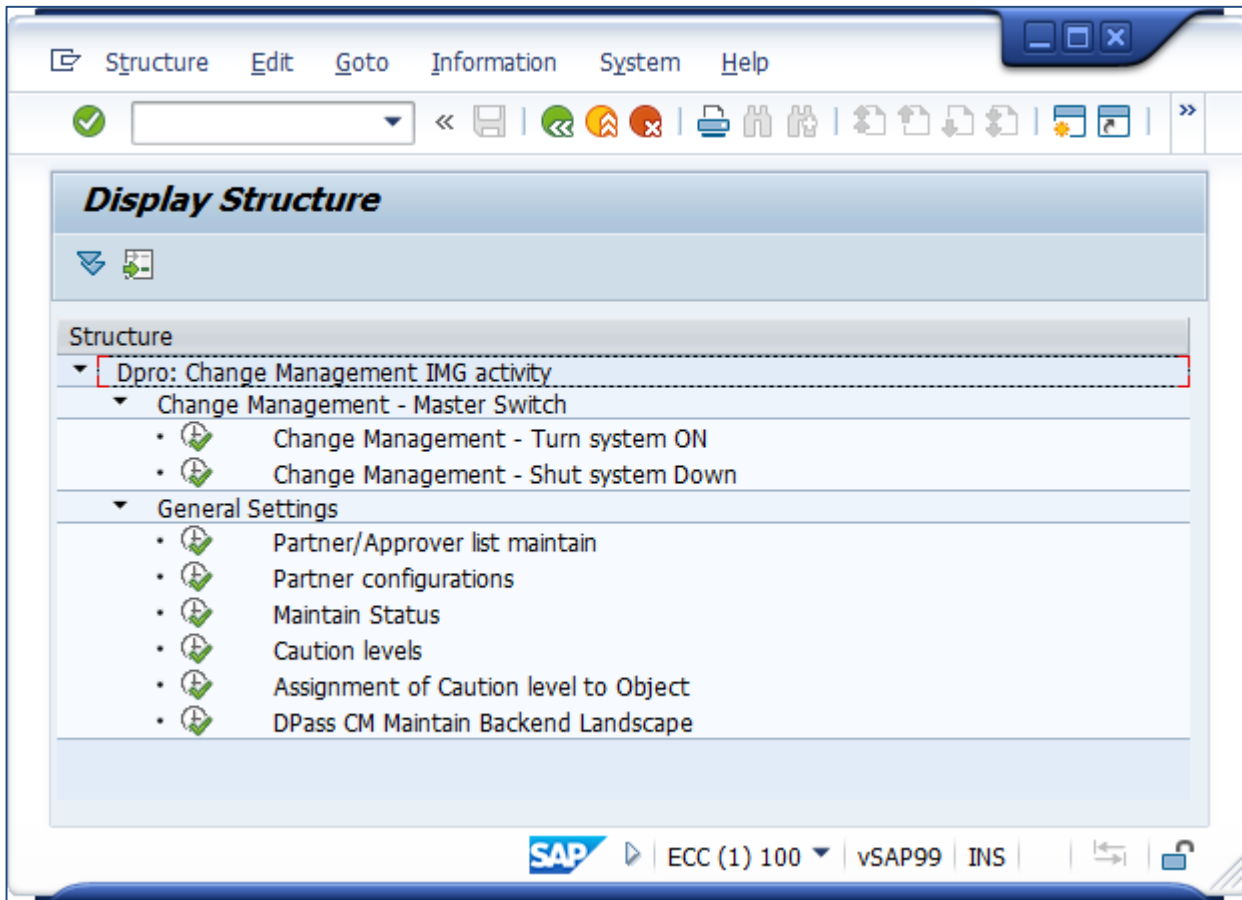 Structure Edit Goto Information System Help
Display Structure
Structure
Dpro: Change Management IMG activity
Change Management - Master Switch
Change Management - Turn system ON
Change Management - Shut system Down
General Settings
Partner/Approver list maintain
Partner configurations
Maintain Status
Caution levels
Assignment of Caution level to Object
DPass CM Maintain Backend Landscape
SAP ECC (1) 100 vSAP99 INS